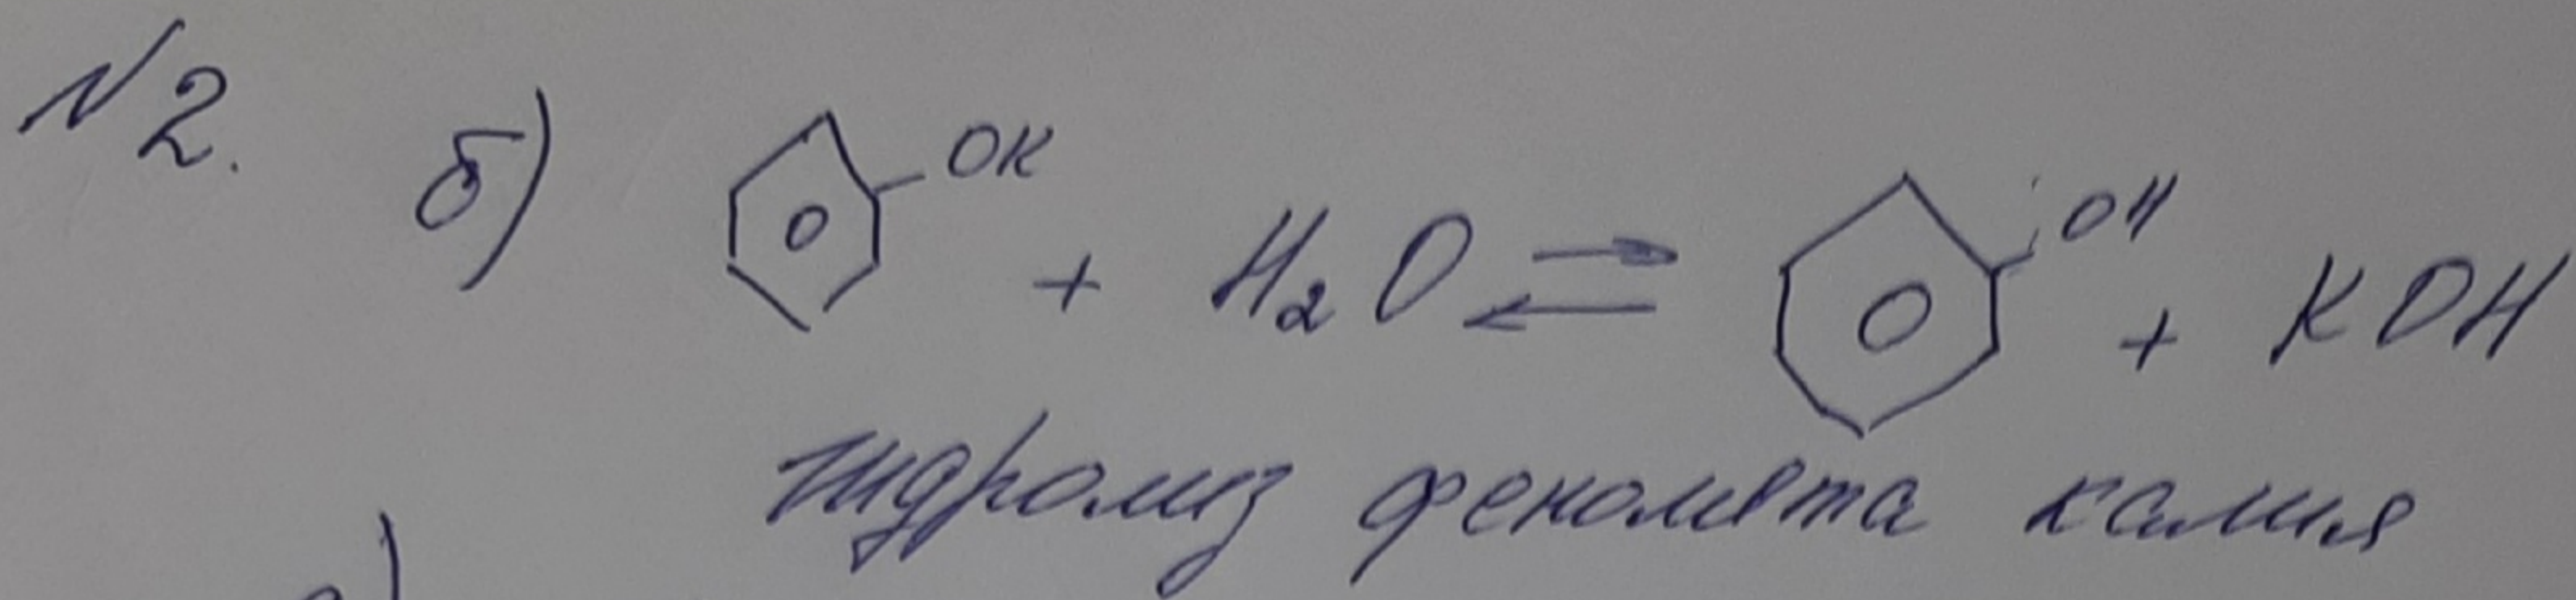 №2. б) OK + H₂O ⇌ OH + KOH
гидролиз фенолята калия